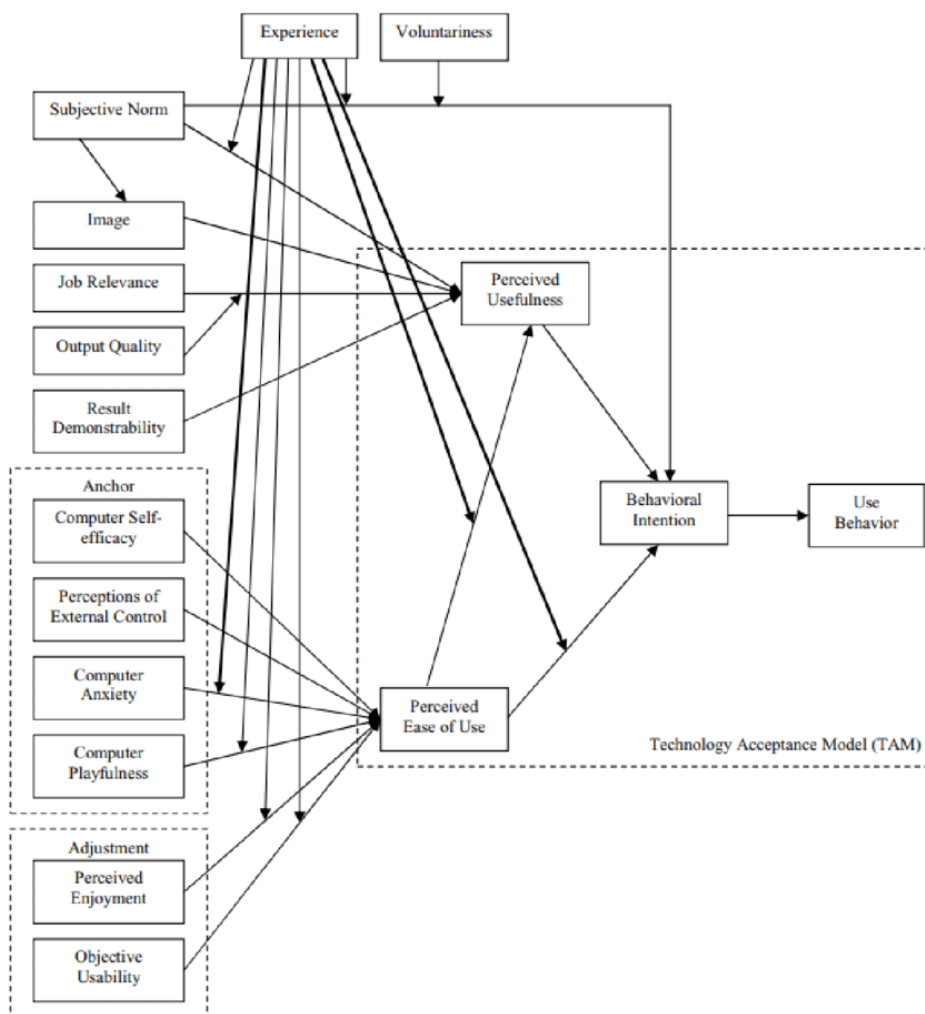 Experience
Voluntariness
Subjective Norm
Image
Job Relevance
Output Quality
Result
Demonstrability
Perceived
Usefulness
Anchor
Computer Self-
efficacy
Perceptions of
External Control
Computer
Anxiety
Computer
Playfulness
Behavioral
Intention
Use
Behavior
Perceived
Ease of Use
Technology Acceptance Model (TAM)
Adjustment
Perceived
Enjoyment
Objective
Usability